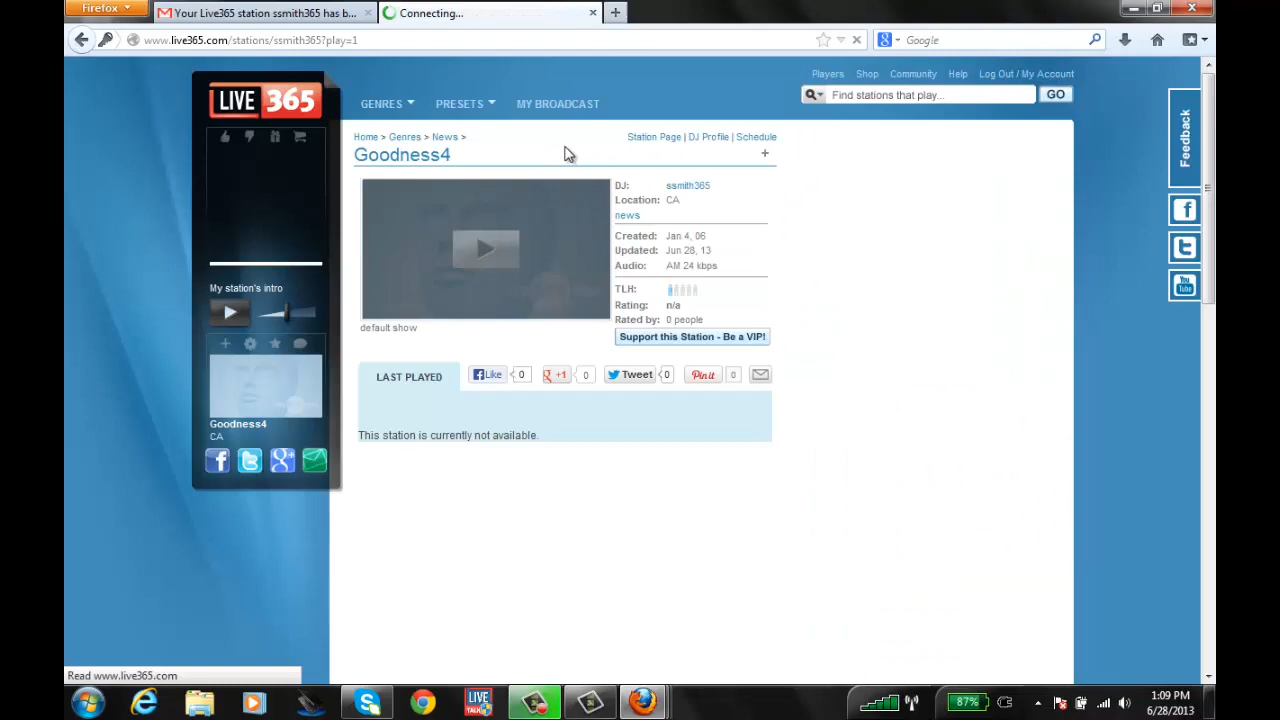 Firefox
Your Live365 station ssmith365 has b...
Connecting...
www.live365.com/stations/ssmith365?play=1
Google
Players Shop Community Help Log Out / My Account
LIVE 365
GENRES PRESETS MY BROADCAST
Find stations that play...
GO
Feedback
Home > Genres > News >
Station Page | DJ Profile | Schedule
Goodness4
+
DJ: ssmith365
Location: CA
news
Created: Jan 4, 06
Updated: Jun 28, 13
Audio: AM 24 kbps
TLH:
Rating: n/a
Rated by: 0 people
Support this Station - Be a VIP!
default show
My station's intro
Goodness4
CA
LAST PLAYED
Like 0
+1 0
Tweet 0
Pin it 0
This station is currently not available.
You Tube
Read www.live365.com
LIVE TALK
87%
1:09 PM
6/28/2013